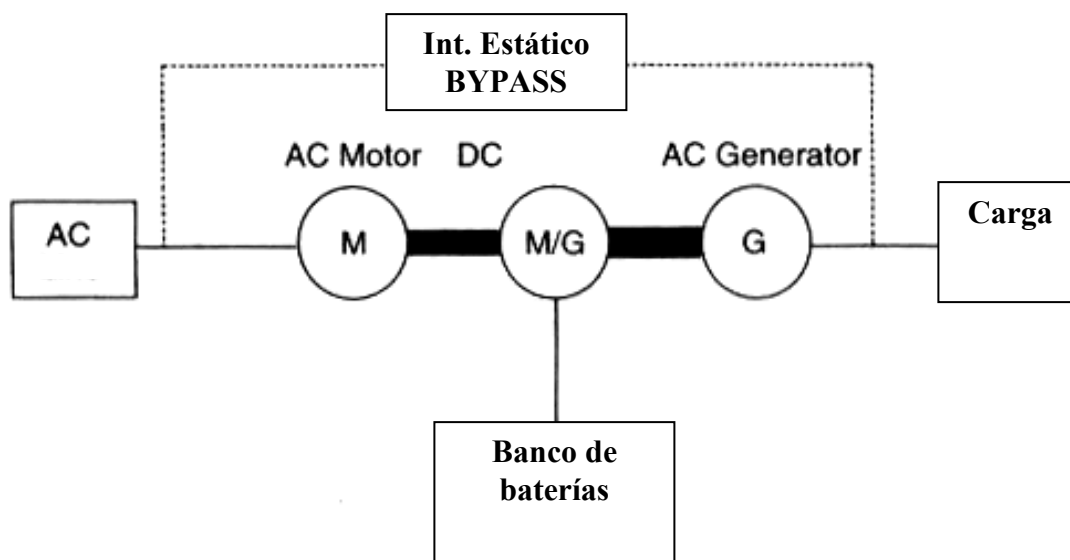 Int. Estático
BYPASS
AC Motor DC AC Generator
AC M M/G G Carga
Banco de
baterías